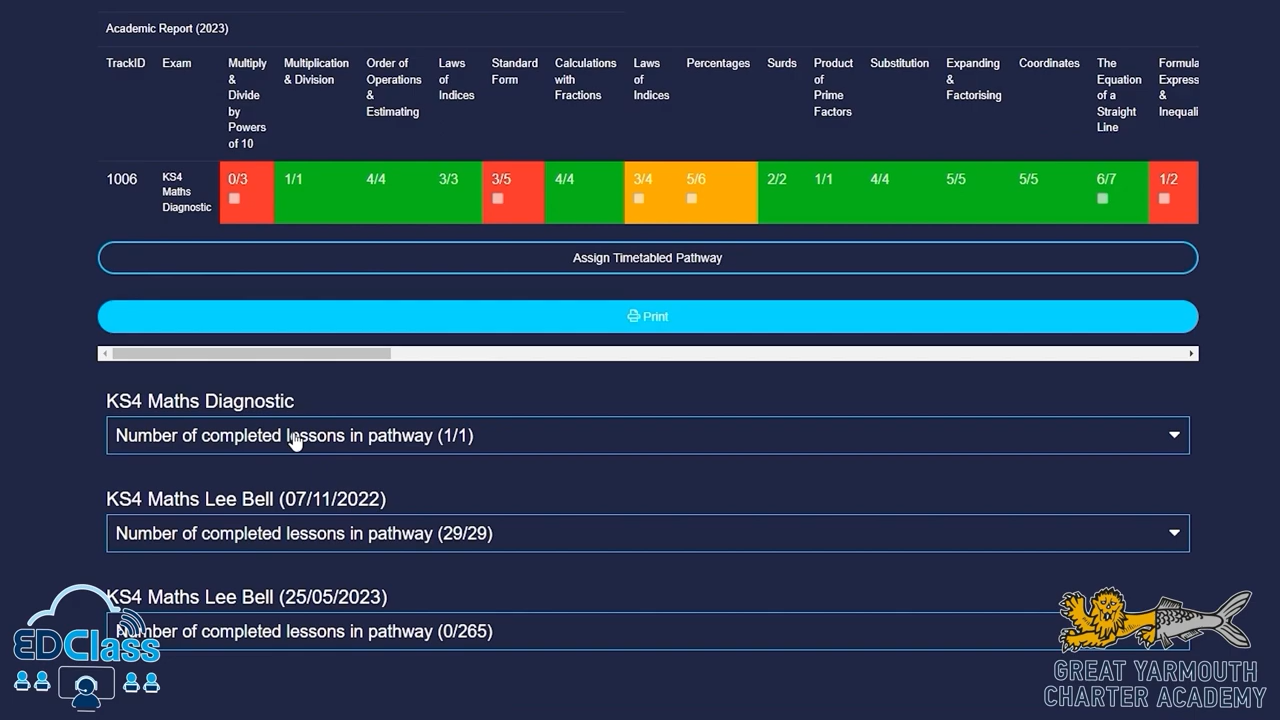 Academic Report (2023)
TrackID Exam Multiply Multiplication Order of Laws Standard Calculations Laws Percentages Surds Product Substitution Expanding Coordinates The Formula
& & Division Operations of Form with of of & Equation Express
Divide & Indices Fractions Indices Prime Factorising of a &
by Estimating Factors Straight Inequali
Powers Line
of 10
1006 KS4 0/3 1/1 4/4 3/3 3/5 4/4 3/4 5/6 2/2 1/1 4/4 5/5 5/5 6/7 1/2
Maths
Diagnostic
Assign Timetabled Pathway
Print
KS4 Maths Diagnostic
Number of completed lessons in pathway (1/1)
KS4 Maths Lee Bell (07/11/2022)
Number of completed lessons in pathway (29/29)
KS4 Maths Lee Bell (25/05/2023)
Number of completed lessons in pathway (0/265)
EDClass
GREAT YARMOUTH
CHARTER ACADEMY